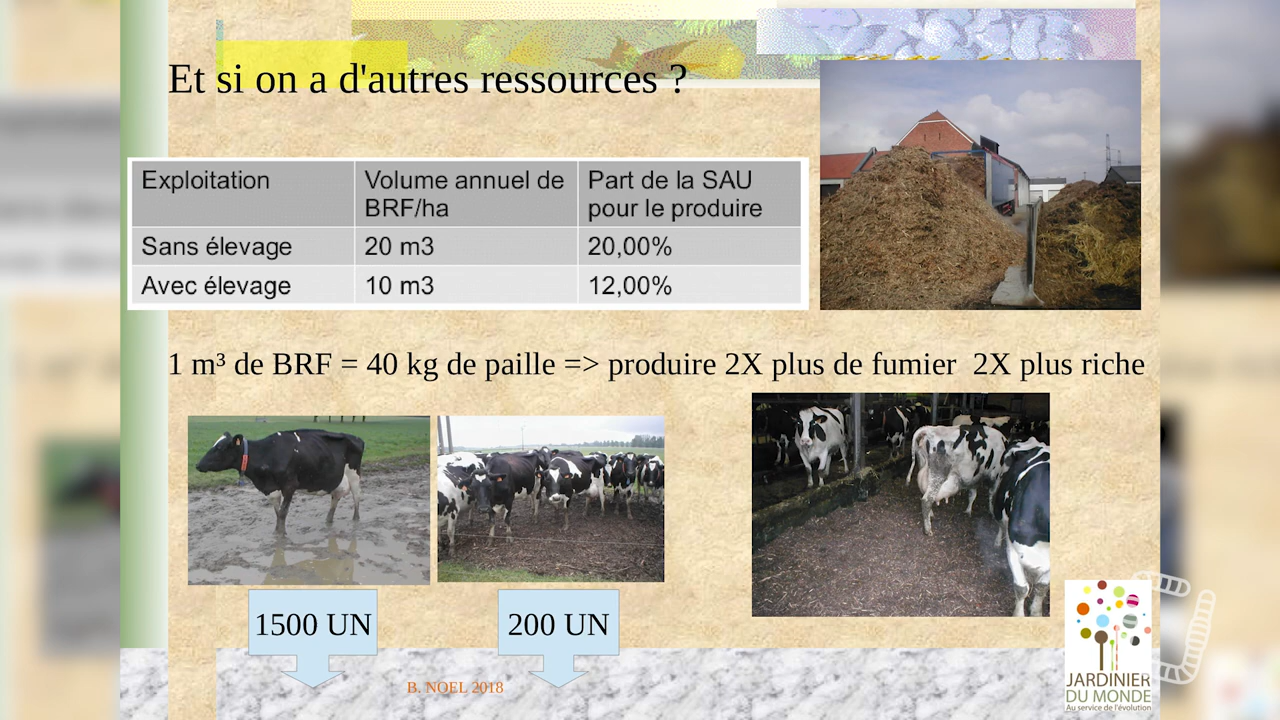 Et si on a d'autres ressources ?
Exploitation
Volume annuel de
BRF/ha
Part de la SAU
pour le produire
Sans élevage
20 m3
20,00%
Avec élevage
10 m3
12,00%
1 m³ de BRF = 40 kg de paille => produire 2X plus de fumier 2X plus riche
1500 UN
200 UN
B. NOEL 2018
JARDINIER
DU MONDE
Au service de l'évolution